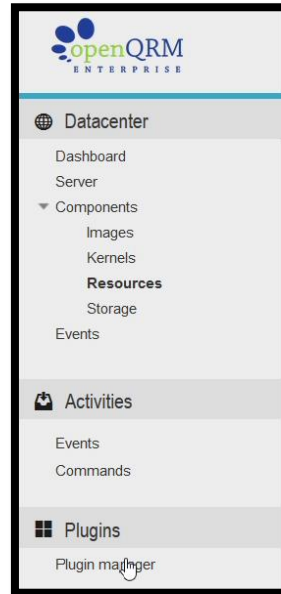 openQRM
ENTERPRISE
Datacenter
Dashboard
Server
Components
Images
Kernels
Resources
Storage
Events
Activities
Events
Commands
Plugins
Plugin manager